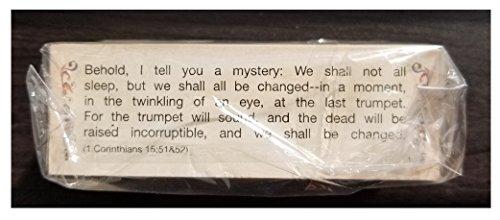 Behold, I tell you a mystery: We shall not all
sleep, but we shall all be changed--in a moment,
in the twinkling of an eye, at the last trumpet.
For the trumpet will sound, and the dead will be
raised incorruptible, and we shall be changed.
(1 Corinthians 15:51&52)